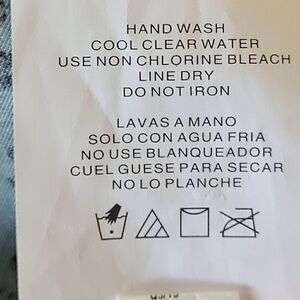 HAND WASH
COOL CLEAR WATER
USE NON CHLORINE BLEACH
LINE DRY
DO NOT IRON
LAVAS A MANO
SOLO CON AGUA FRIA
NO USE BLANQUEADOR
CUEL GUESE PARA SECAR
NO LO PLANCHE